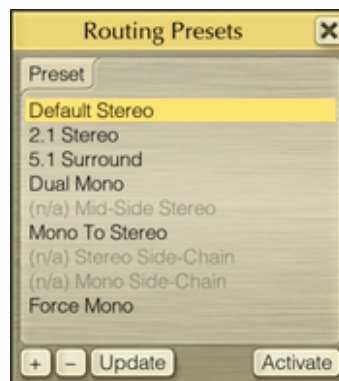 Routing Presets
Preset
Default Stereo
2.1 Stereo
5.1 Surround
Dual Mono
(n/a) Mid-Side Stereo
Mono To Stereo
(n/a) Stereo Side-Chain
(n/a) Mono Side-Chain
Force Mono
+ − Update Activate